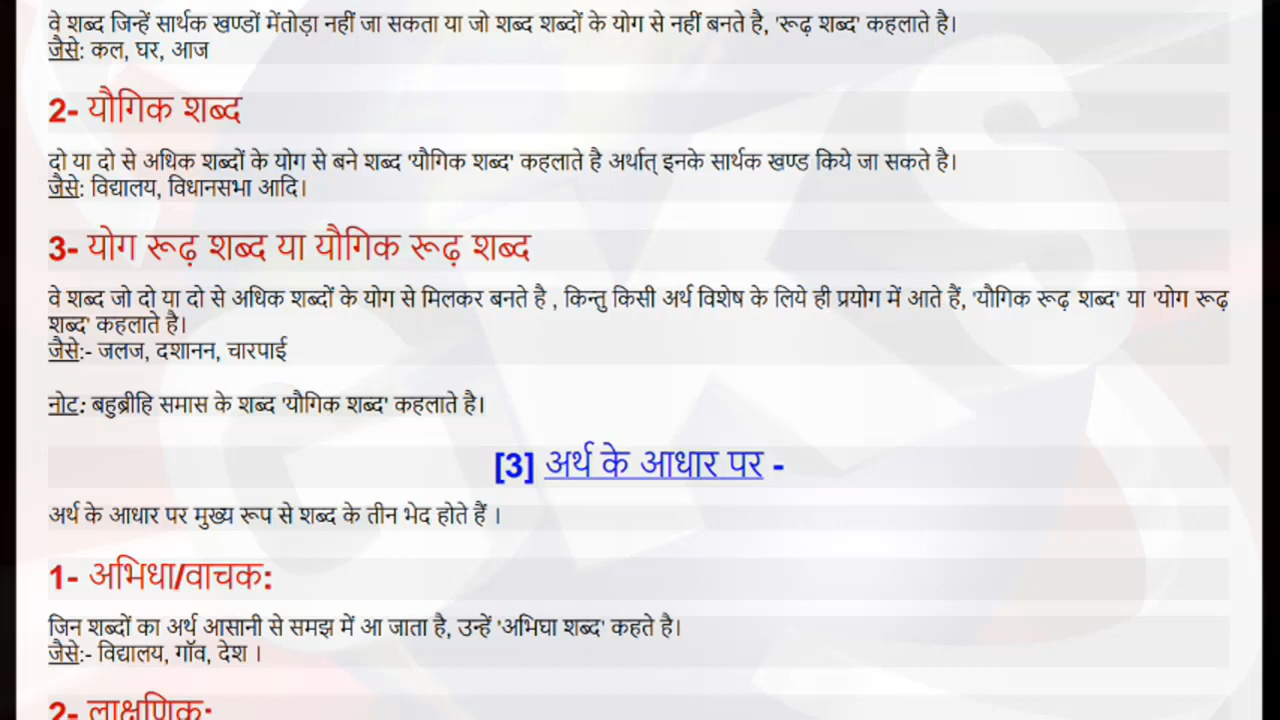 वे शब्द जिन्हें सार्थक खण्डों मेंतोड़ा नहीं जा सकता या जो शब्द शब्दों के योग से नहीं बनते है, 'रूढ़ शब्द' कहलाते है।
जैसे: कल, घर, आज
2- यौगिक शब्द
दो या दो से अधिक शब्दों के योग से बने शब्द 'यौगिक शब्द' कहलाते है अर्थात् इनके सार्थक खण्ड किये जा सकते है।
जैसे: विद्यालय, विधानसभा आदि।
3- योग रूढ़ शब्द या यौगिक रूढ़ शब्द
वे शब्द जो दो या दो से अधिक शब्दों के योग से मिलकर बनते है , किन्तु किसी अर्थ विशेष के लिये ही प्रयोग में आते हैं, 'यौगिक रूढ़ शब्द' या 'योग रूढ़
शब्द' कहलाते है।
जैसे:- जलज, दशानन, चारपाई
नोट: बहुब्रीहि समास के शब्द 'यौगिक शब्द' कहलाते है।
[3] अर्थ के आधार पर -
अर्थ के आधार पर मुख्य रूप से शब्द के तीन भेद होते हैं ।
1- अभिधा/वाचक:
जिन शब्दों का अर्थ आसानी से समझ में आ जाता है, उन्हें 'अभिघा शब्द' कहते है।
जैसे:- विद्यालय, गॉव, देश ।
2- लाक्षणिक: